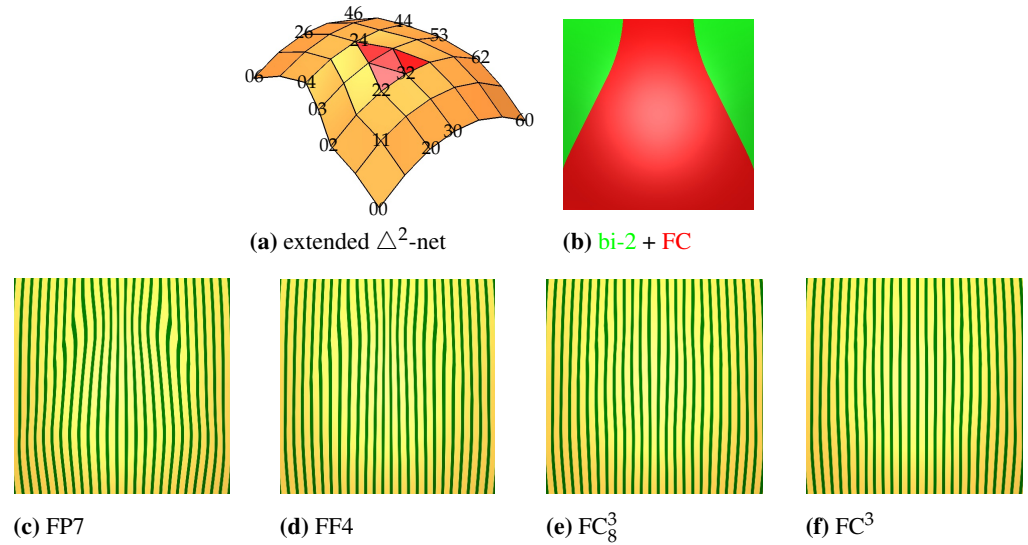 46
44
26
24
53
62
06
04
32
22
03
60
02
11
30
20
00
(a) extended △²-net
(b) bi-2 + FC
(c) FP7
(d) FF4
(e) FC³₈
(f) FC³